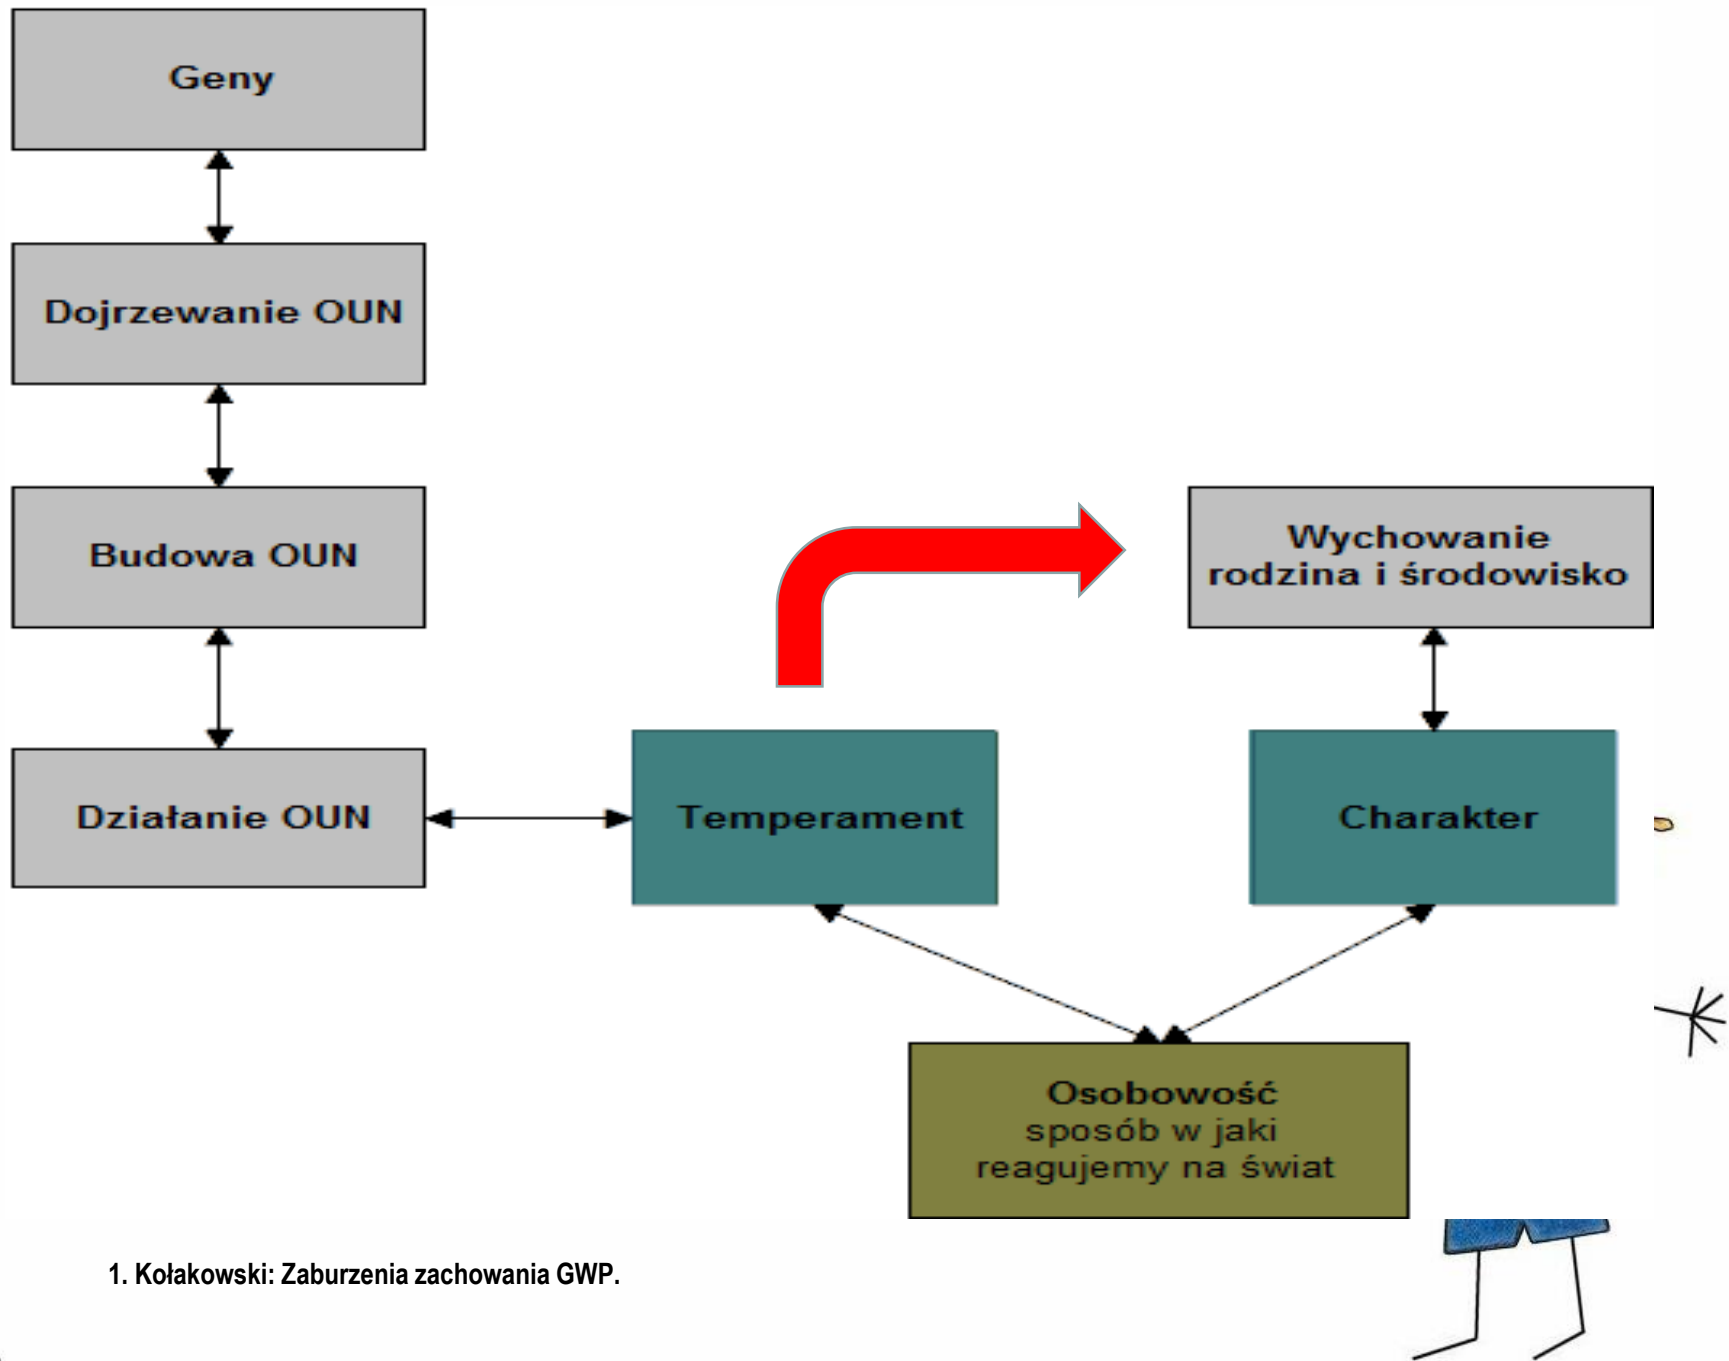 Geny
Dojrzewanie OUN
Budowa OUN
Wychowanie
rodzina i środowisko
Działanie OUN
Temperament
Charakter
Osobowość
sposób w jaki
reagujemy na świat
1. Kołakowski: Zaburzenia zachowania GWP.